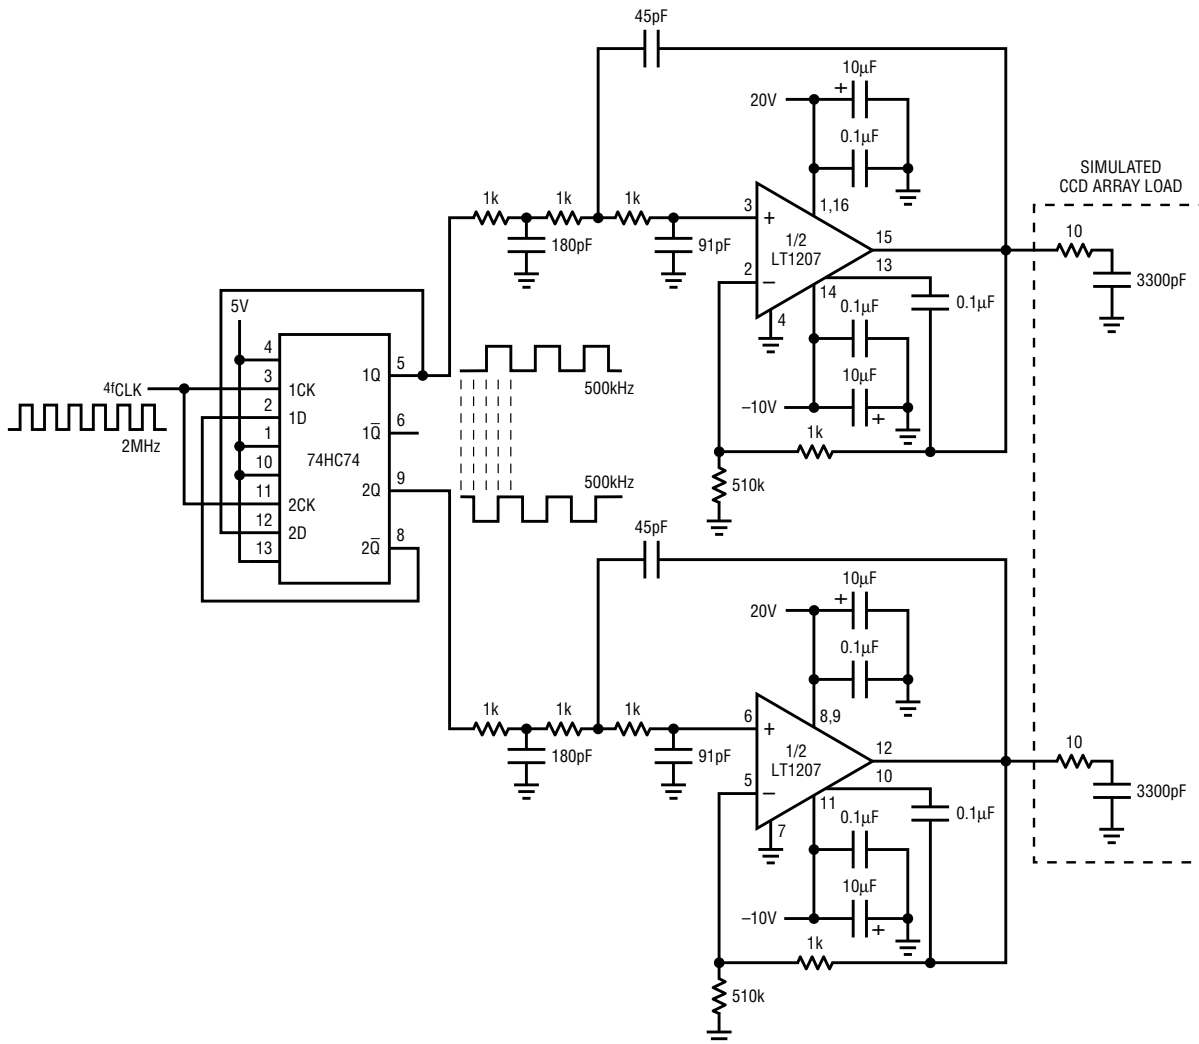 45pF
10µF
+
20V
0.1µF
SIMULATED
CCD ARRAY LOAD
1k
1k
1k
3
+
1,16
1/2
LT1207
15
10
180pF
91pF
2
–
13
14
3300pF
4
0.1µF
0.1µF
5V
4
3
2
1
10
11
12
13
4fCLK
2MHz
1CK
1D
2CK
2D
74HC74
1Q
1Q̅
2Q
2Q̅
5
6
9
8
500kHz
500kHz
10µF
–10V
+
1k
510k
45pF
10µF
+
20V
0.1µF
1k
1k
1k
6
+
8,9
1/2
LT1207
12
10
180pF
91pF
5
–
10
11
3300pF
7
0.1µF
0.1µF
10µF
–10V
+
1k
510k